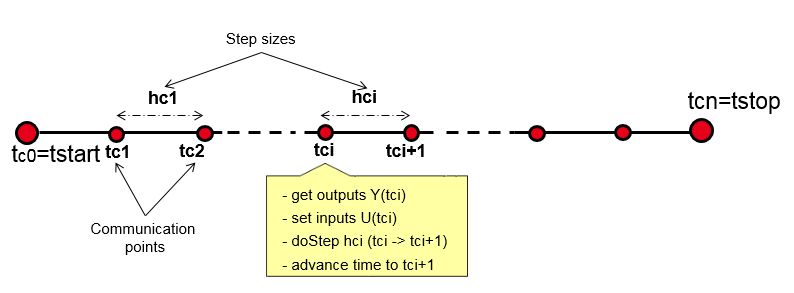 Step sizes
hc1
hci
tcn=tstop
tc0=tstart
tc1
tc2
tci
tci+1
Communication
points
- get outputs Y(tci)
- set inputs U(tci)
- doStep hci (tci -> tci+1)
- advance time to tci+1